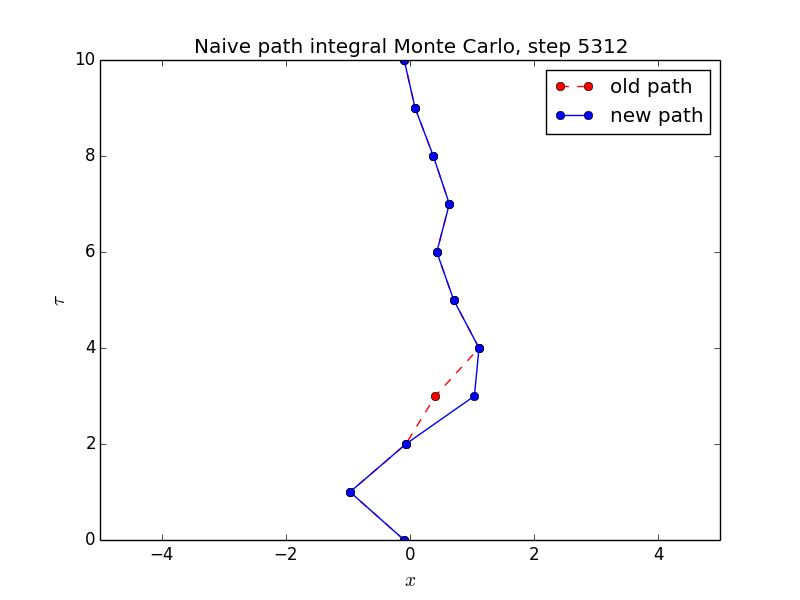 Naive path integral Monte Carlo, step 5312
old path
new path
10
8
6
4
2
0
τ
−4 −2 0 2 4
x